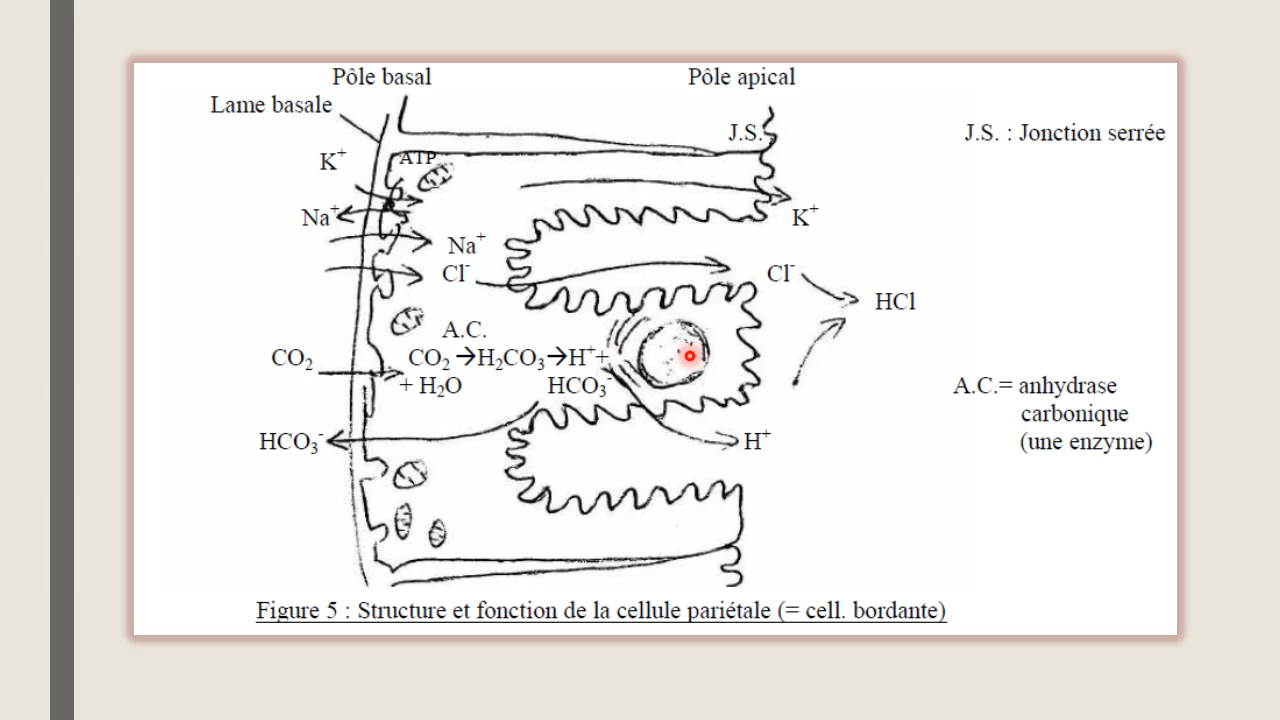 Pôle basal
Pôle apical
Lame basale
J.S.
J.S. : Jonction serrée
K⁺
ATP
Na⁺
K⁺
Na⁺
Cl⁻
Cl⁻
HCl
A.C.
CO₂
CO₂ →H₂CO₃→H⁺+
+ H₂O
HCO₃⁻
A.C.= anhydrase
carbonique
(une enzyme)
HCO₃⁻
H⁺
Figure 5 : Structure et fonction de la cellule pariétale (= cell. bordante)